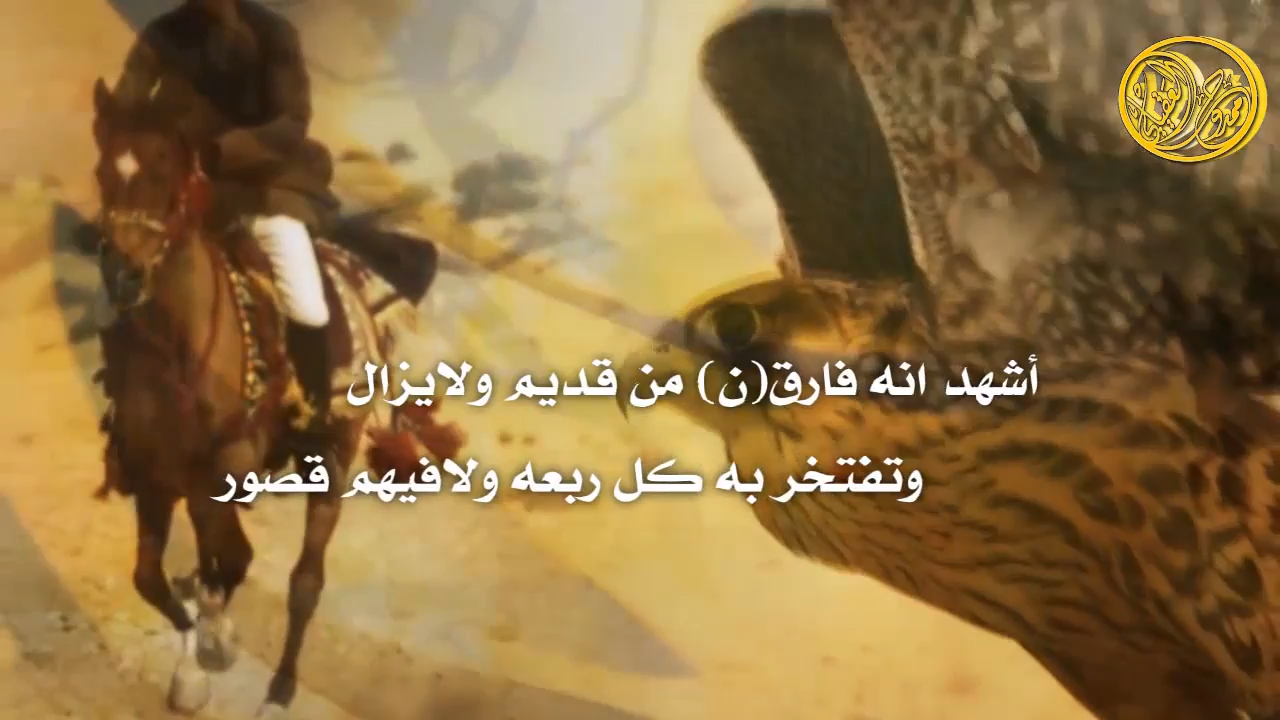 أشهد انه فارق(ن) من قديم ولايزال
وتفتخر به كل ربعه ولافيهم قصور